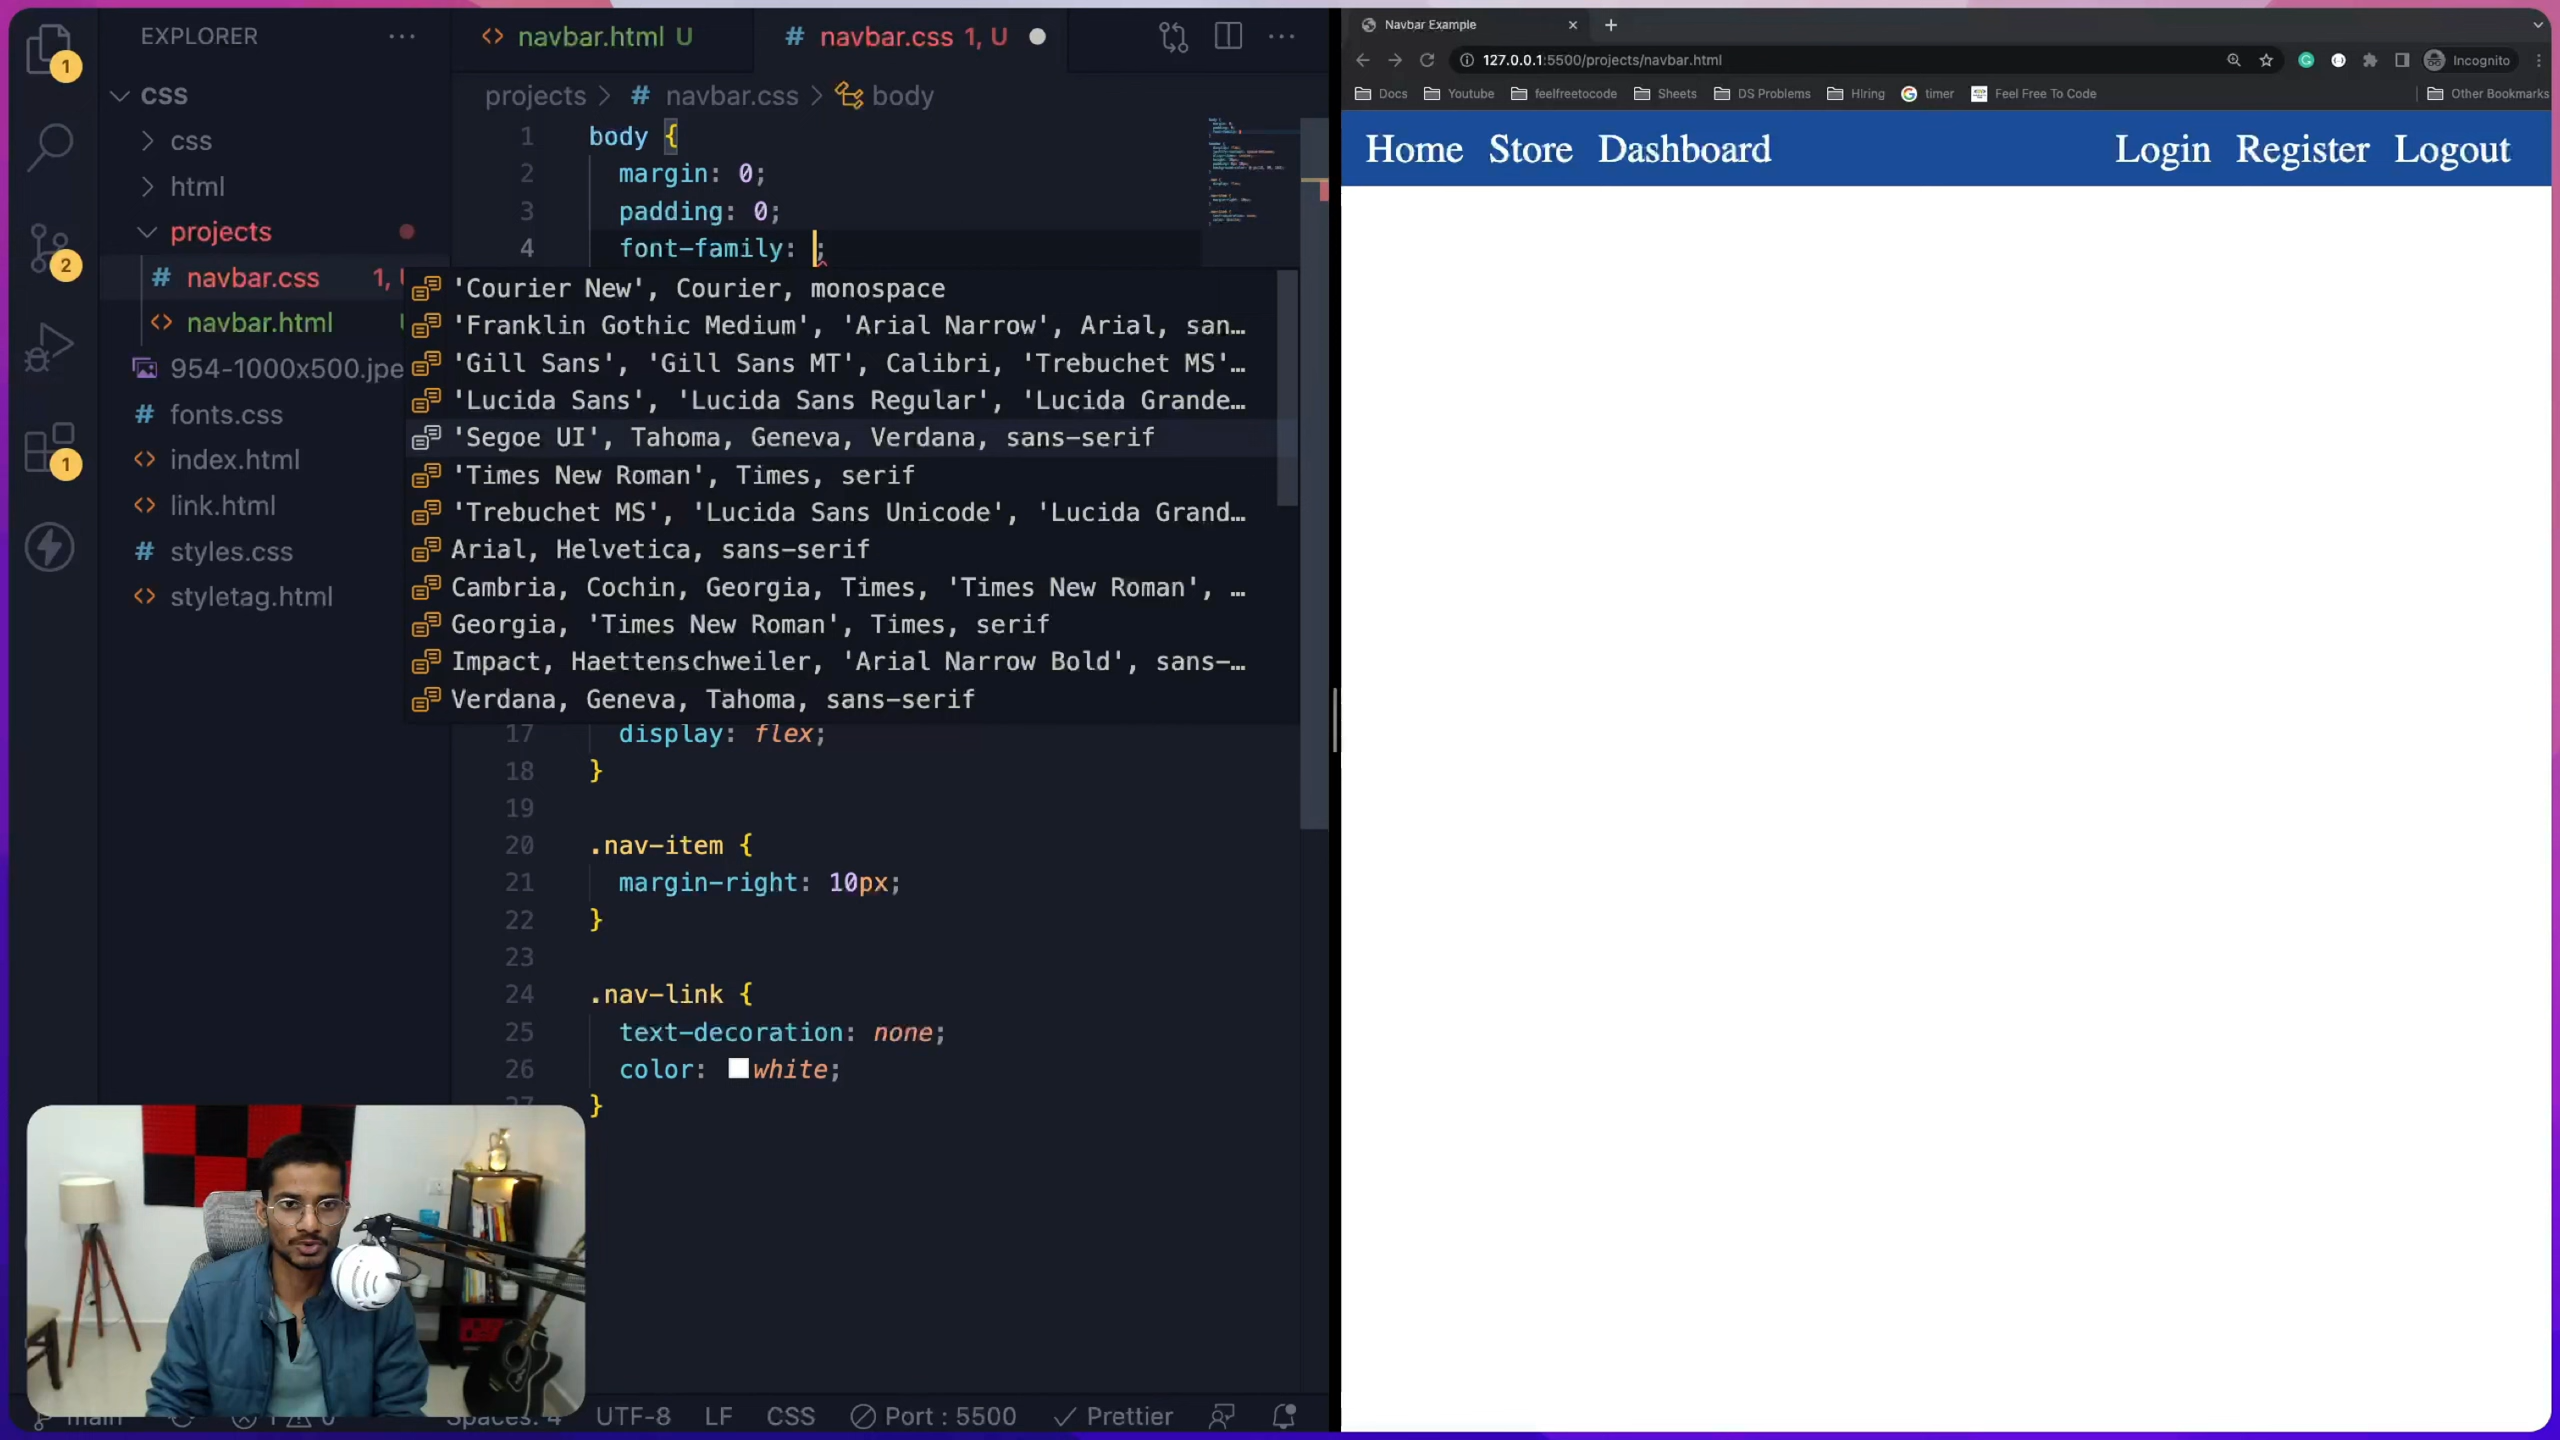 EXPLORER
CSS
css
html
projects
navbar.css 1,
navbar.html
954-1000x500.jpe
fonts.css
index.html
link.html
styles.css
styletag.html
1
2
1
navbar.html U
navbar.css 1, U
projects > # navbar.css > body
1 body {
2 margin: 0;
3 padding: 0;
4 font-family: ;
'Courier New', Courier, monospace
'Franklin Gothic Medium', 'Arial Narrow', Arial, san…
'Gill Sans', 'Gill Sans MT', Calibri, 'Trebuchet MS'…
'Lucida Sans', 'Lucida Sans Regular', 'Lucida Grande…
'Segoe UI', Tahoma, Geneva, Verdana, sans-serif
'Times New Roman', Times, serif
'Trebuchet MS', 'Lucida Sans Unicode', 'Lucida Grand…
Arial, Helvetica, sans-serif
Cambria, Cochin, Georgia, Times, 'Times New Roman', …
Georgia, 'Times New Roman', Times, serif
Impact, Haettenschweiler, 'Arial Narrow Bold', sans-…
Verdana, Geneva, Tahoma, sans-serif
17 display: flex;
18 }
19
20 .nav-item {
21 margin-right: 10px;
22 }
23
24 .nav-link {
25 text-decoration: none;
26 color: white;
27 }
main
Spaces: 4 UTF-8 LF CSS Port : 5500 Prettier
Navbar Example
127.0.0.1:5500/projects/navbar.html
Incognito
Docs Youtube feelfreetocode Sheets DS Problems Hiring timer Feel Free To Code Other Bookmarks
Home Store Dashboard Login Register Logout